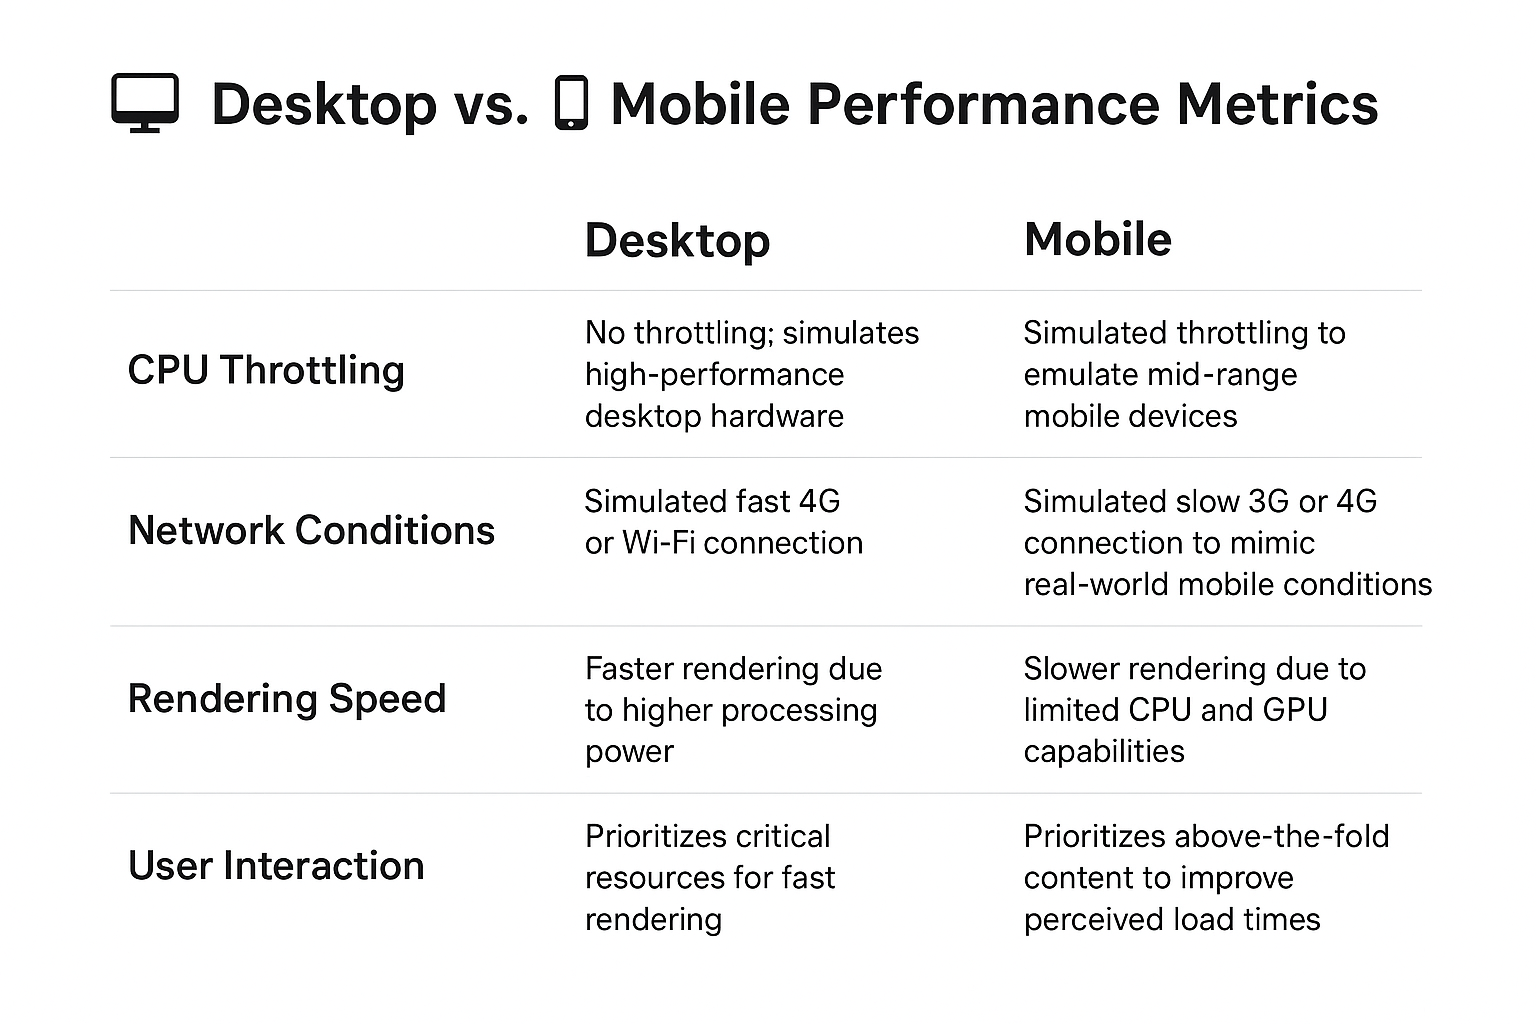 Desktop vs. Mobile Performance Metrics
Desktop
Mobile
CPU Throttling
No throttling; simulates
high-performance
desktop hardware
Simulated throttling to
emulate mid-range
mobile devices
Network Conditions
Simulated fast 4G
or Wi-Fi connection
Simulated slow 3G or 4G
connection to mimic
real-world mobile conditions
Rendering Speed
Faster rendering due
to higher processing
power
Slower rendering due to
limited CPU and GPU
capabilities
User Interaction
Prioritizes critical
resources for fast
rendering
Prioritizes above-the-fold
content to improve
perceived load times